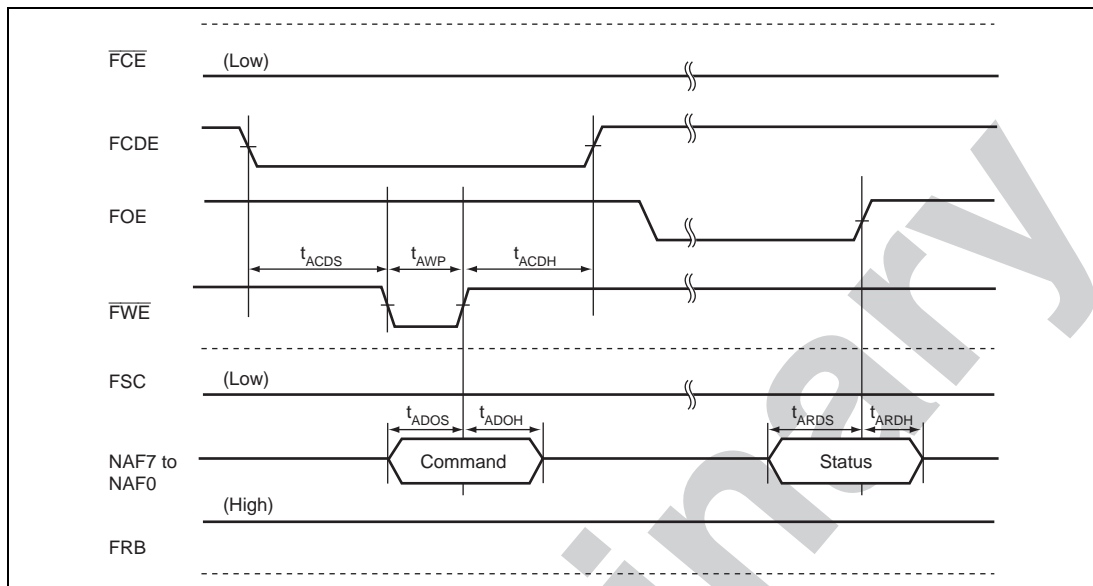 FCE
(Low)
FCDE
FOE
tACDS
tAWP
tACDH
FWE
FSC
(Low)
tADOS
tADOH
tARDS
tARDH
NAF7 to
NAF0
Command
Status
(High)
FRB
inary